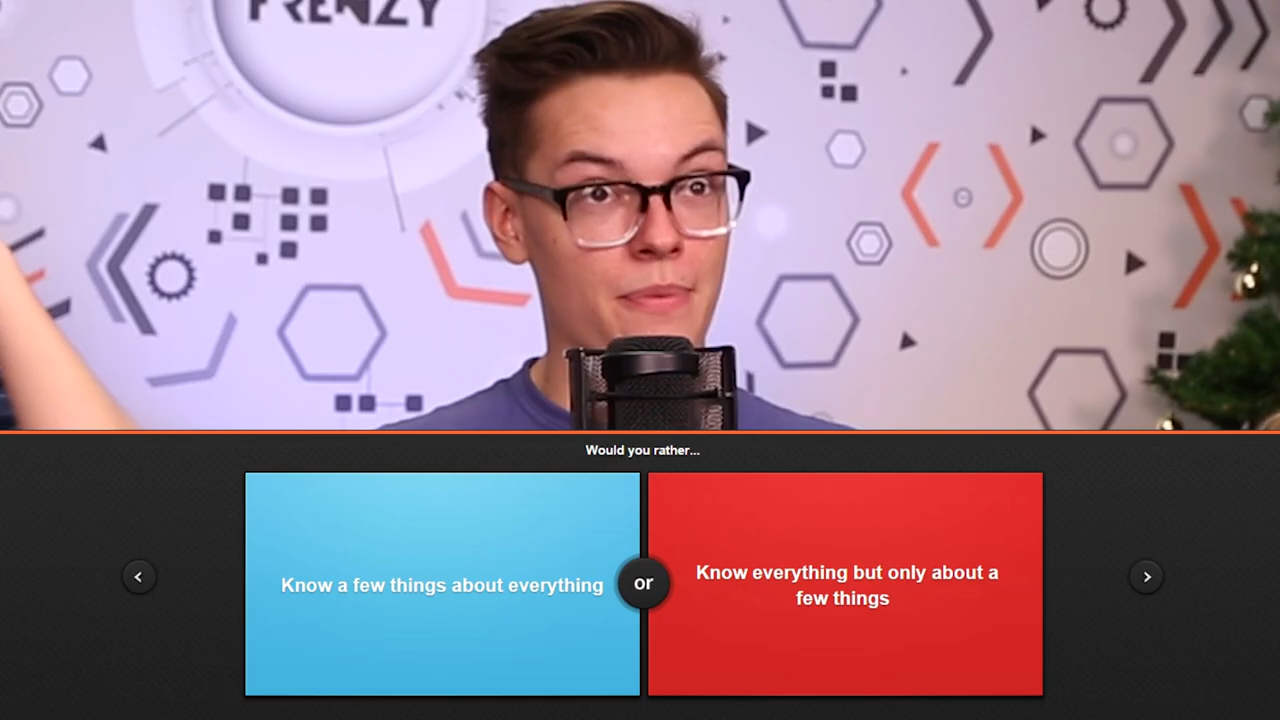 FRENZY
Would you rather...
Know a few things about everything
or
Know everything but only about a
few things